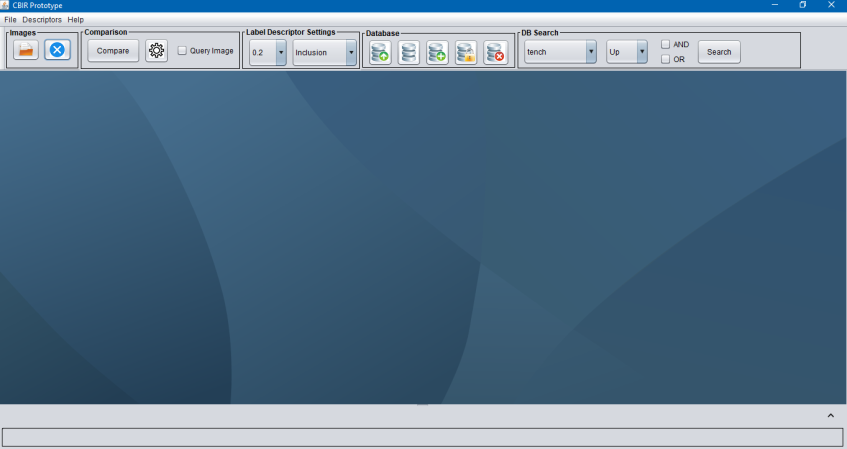 CBIR Prototype
File Descriptors Help
Images Comparison Label Descriptor Settings Database DB Search
Compare Query Image 0.2 Inclusion tench Up AND OR Search